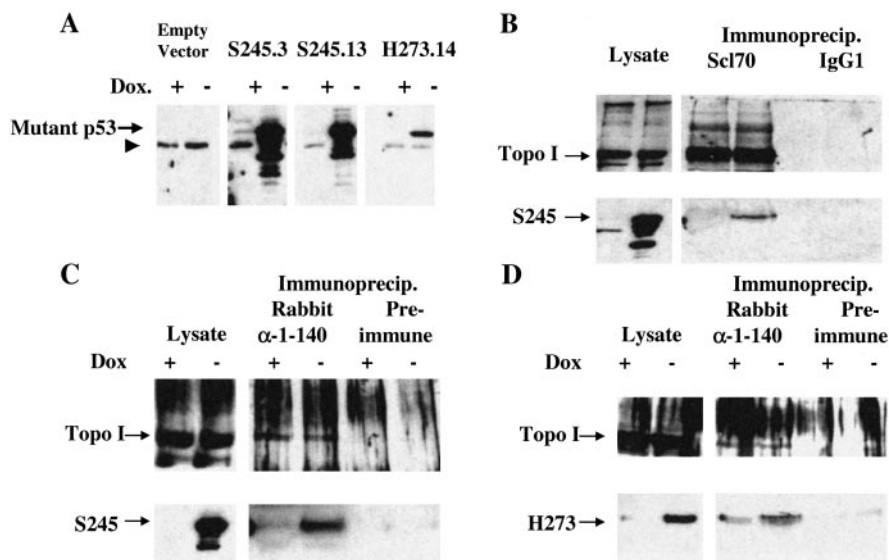 A
Empty
Vector S245.3 S245.13 H273.14
Dox. + - + - + - + -
Mutant p53
B
Immunoprecip.
Lysate Scl70 IgG1
Topo I
S245
C
Immunoprecip.
Rabbit Pre-
Lysate α-1-140 immune
Dox + - + - + -
Topo I
S245
D
Immunoprecip.
Rabbit Pre-
Lysate α-1-140 immune
Dox + - + - + -
Topo I
H273